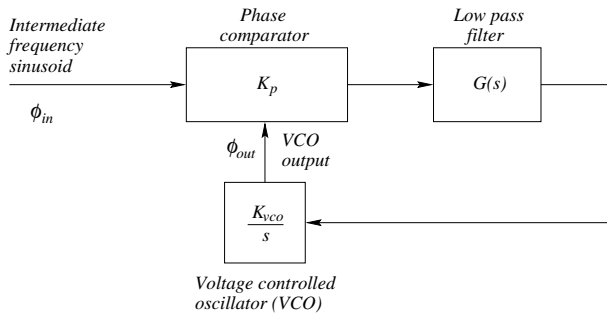 Intermediate
frequency
sinusoid
ϕin
Phase
comparator
Kp
Low pass
filter
G(s)
ϕout
VCO
output
Kvco
s
Voltage controlled
oscillator (VCO)